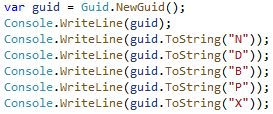 var guid = Guid.NewGuid();
Console.WriteLine(guid);
Console.WriteLine(guid.ToString("N"));
Console.WriteLine(guid.ToString("D"));
Console.WriteLine(guid.ToString("B"));
Console.WriteLine(guid.ToString("P"));
Console.WriteLine(guid.ToString("X"));